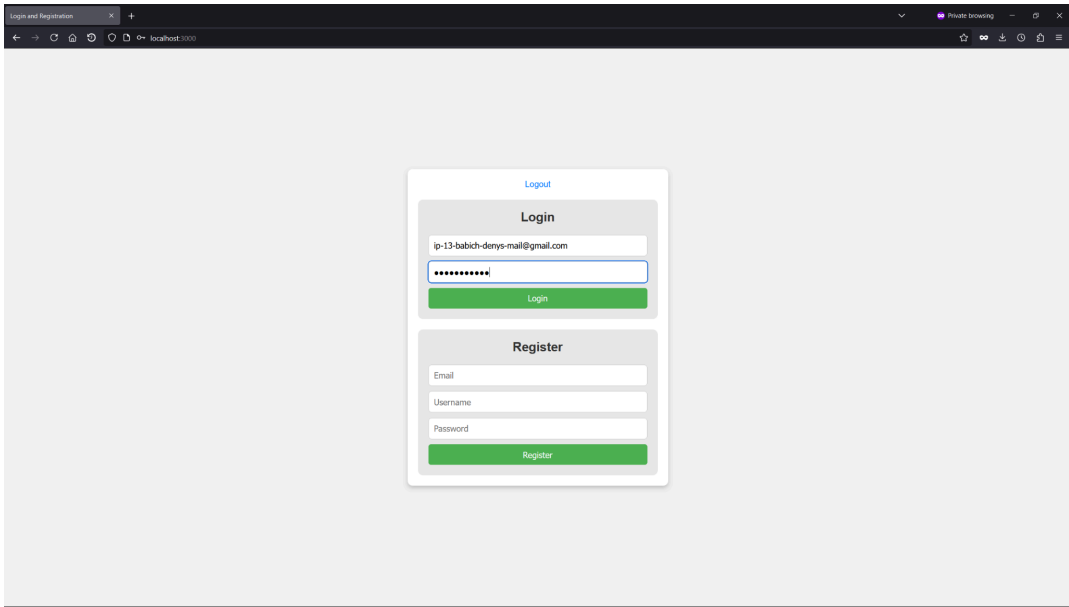 Login and Registration
Private browsing
localhost:3000
Logout
Login
ip-13-babich-denys-mail@gmail.com
•••••••••••
Login
Register
Email
Username
Password
Register